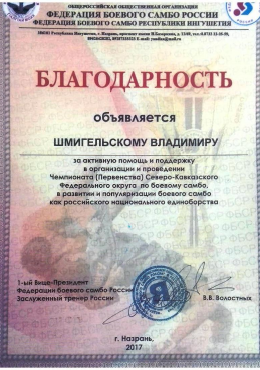 ОБЩЕРОССИЙСКАЯ ОБЩЕСТВЕННАЯ ОРГАНИЗАЦИЯ
ФЕДЕРАЦИЯ БОЕВОГО САМБО РОССИИ
ФЕДЕРАЦИЯ БОЕВОГО САМБО РЕСПУБЛИКИ ИНГУШЕТИЯ
БЛАГОДАРНОСТЬ
объявляется
ШМИГЕЛЬСКОМУ ВЛАДИМИРУ
за активную помощь и поддержку
в организации и проведении
Чемпионата (Первенства) Северо-Кавказского
Федерального округа по боевому самбо,
в развитии и популяризации боевого самбо
как российского национального единоборства
1-ый Вице-Президент
Федерации боевого самбо России
Заслуженный тренер России
В.В. Волостных
г. Назрань,
2017